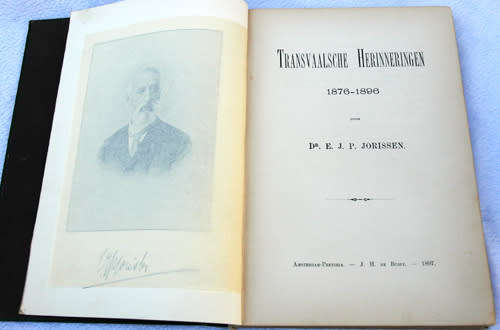 TRANSVAALSCHE HERINNERINGEN
1876-1896
DOOR
Dr. E. J. P. JORISSEN.
AMSTERDAM-PRETORIA. — J. H. DE BUSSY. — 1897.